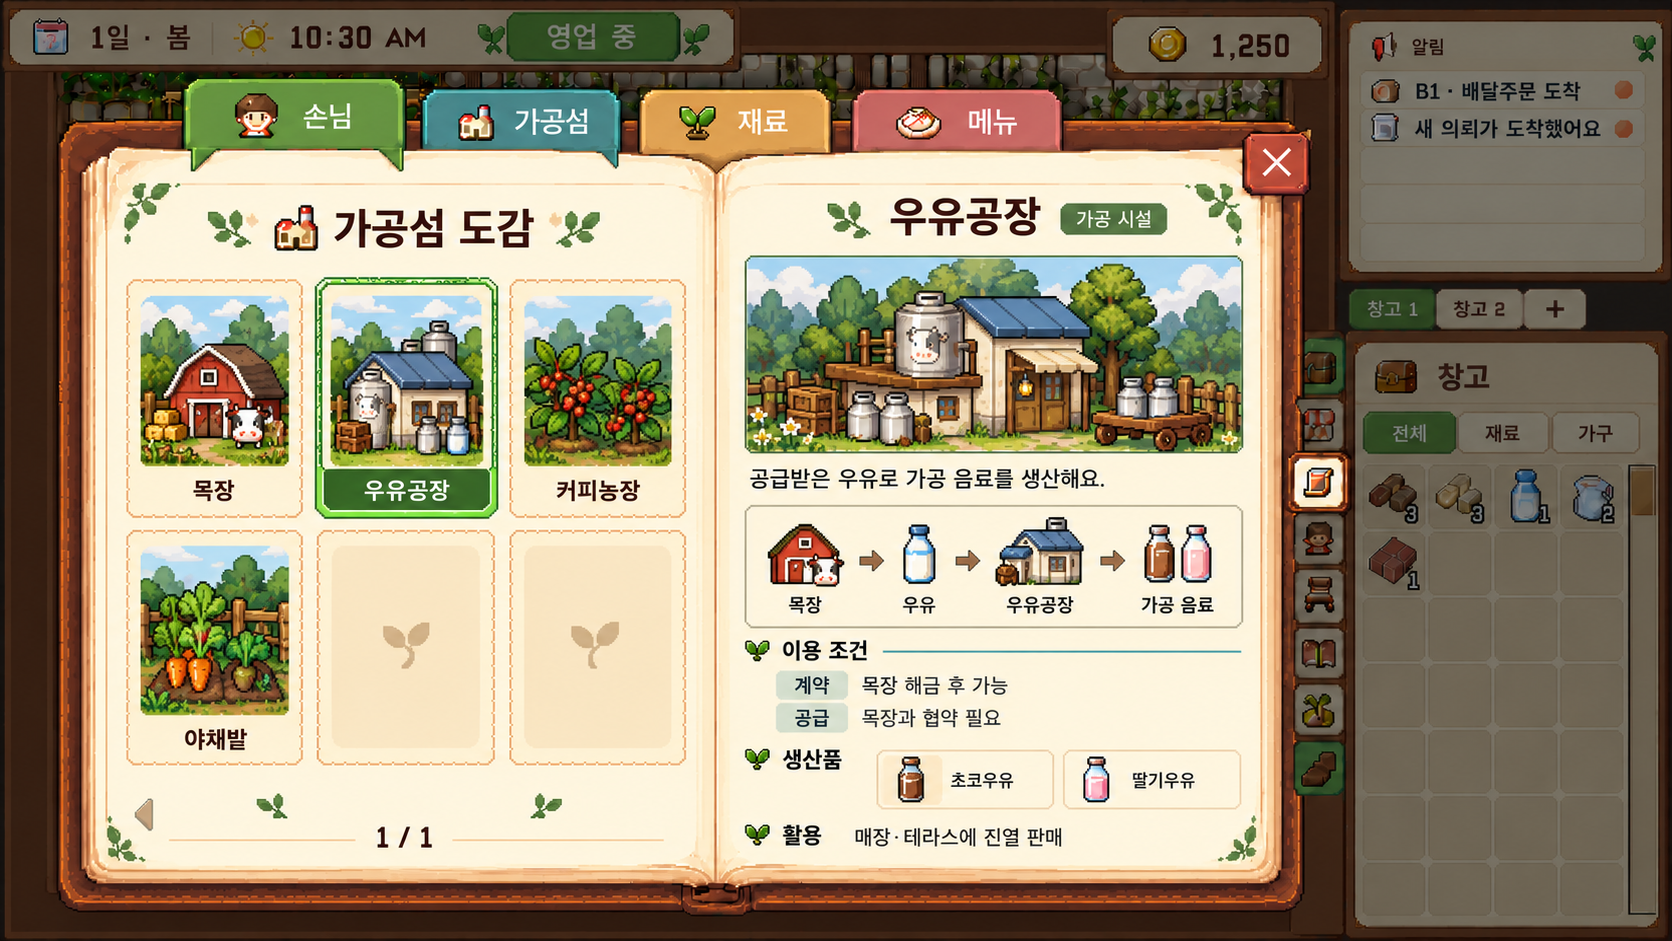 1일 · 봄
10:30 AM
영업 중
1,250
알림
B1 · 배달주문 도착
새 의뢰가 도착했어요
손님
가공섬
재료
메뉴
가공섬 도감
목장
우유공장
커피농장
야채발
1 / 1
우유공장
가공 시설
공급받은 우유로 가공 음료를 생산해요.
목장
우유
우유공장
가공 음료
이용 조건
계약
목장 해금 후 가능
공급
목장과 협약 필요
생산품
초코우유
딸기우유
활용
매장·테라스에 진열 판매
창고 1
창고 2
+
창고
전체
재료
가구
3
3
1
2
1